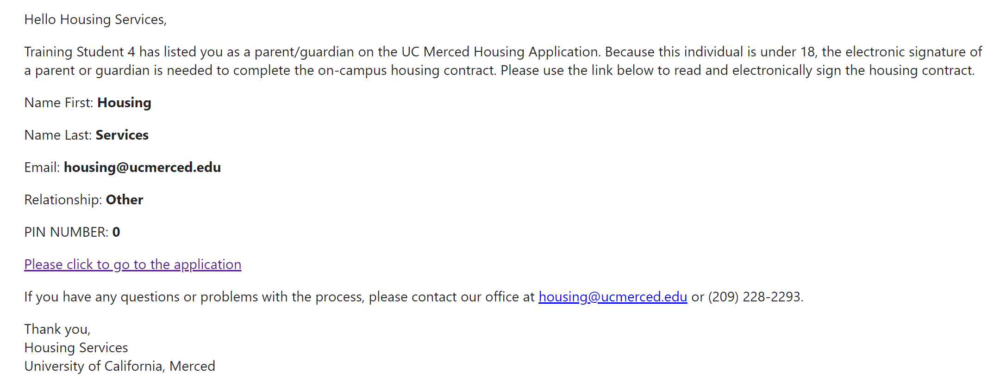 Hello Housing Services,
Training Student 4 has listed you as a parent/guardian on the UC Merced Housing Application. Because this individual is under 18, the electronic signature of
a parent or guardian is needed to complete the on-campus housing contract. Please use the link below to read and electronically sign the housing contract.
Name First: Housing
Name Last: Services
Email: housing@ucmerced.edu
Relationship: Other
PIN NUMBER: 0
Please click to go to the application
If you have any questions or problems with the process, please contact our office at housing@ucmerced.edu or (209) 228-2293.
Thank you,
Housing Services
University of California, Merced